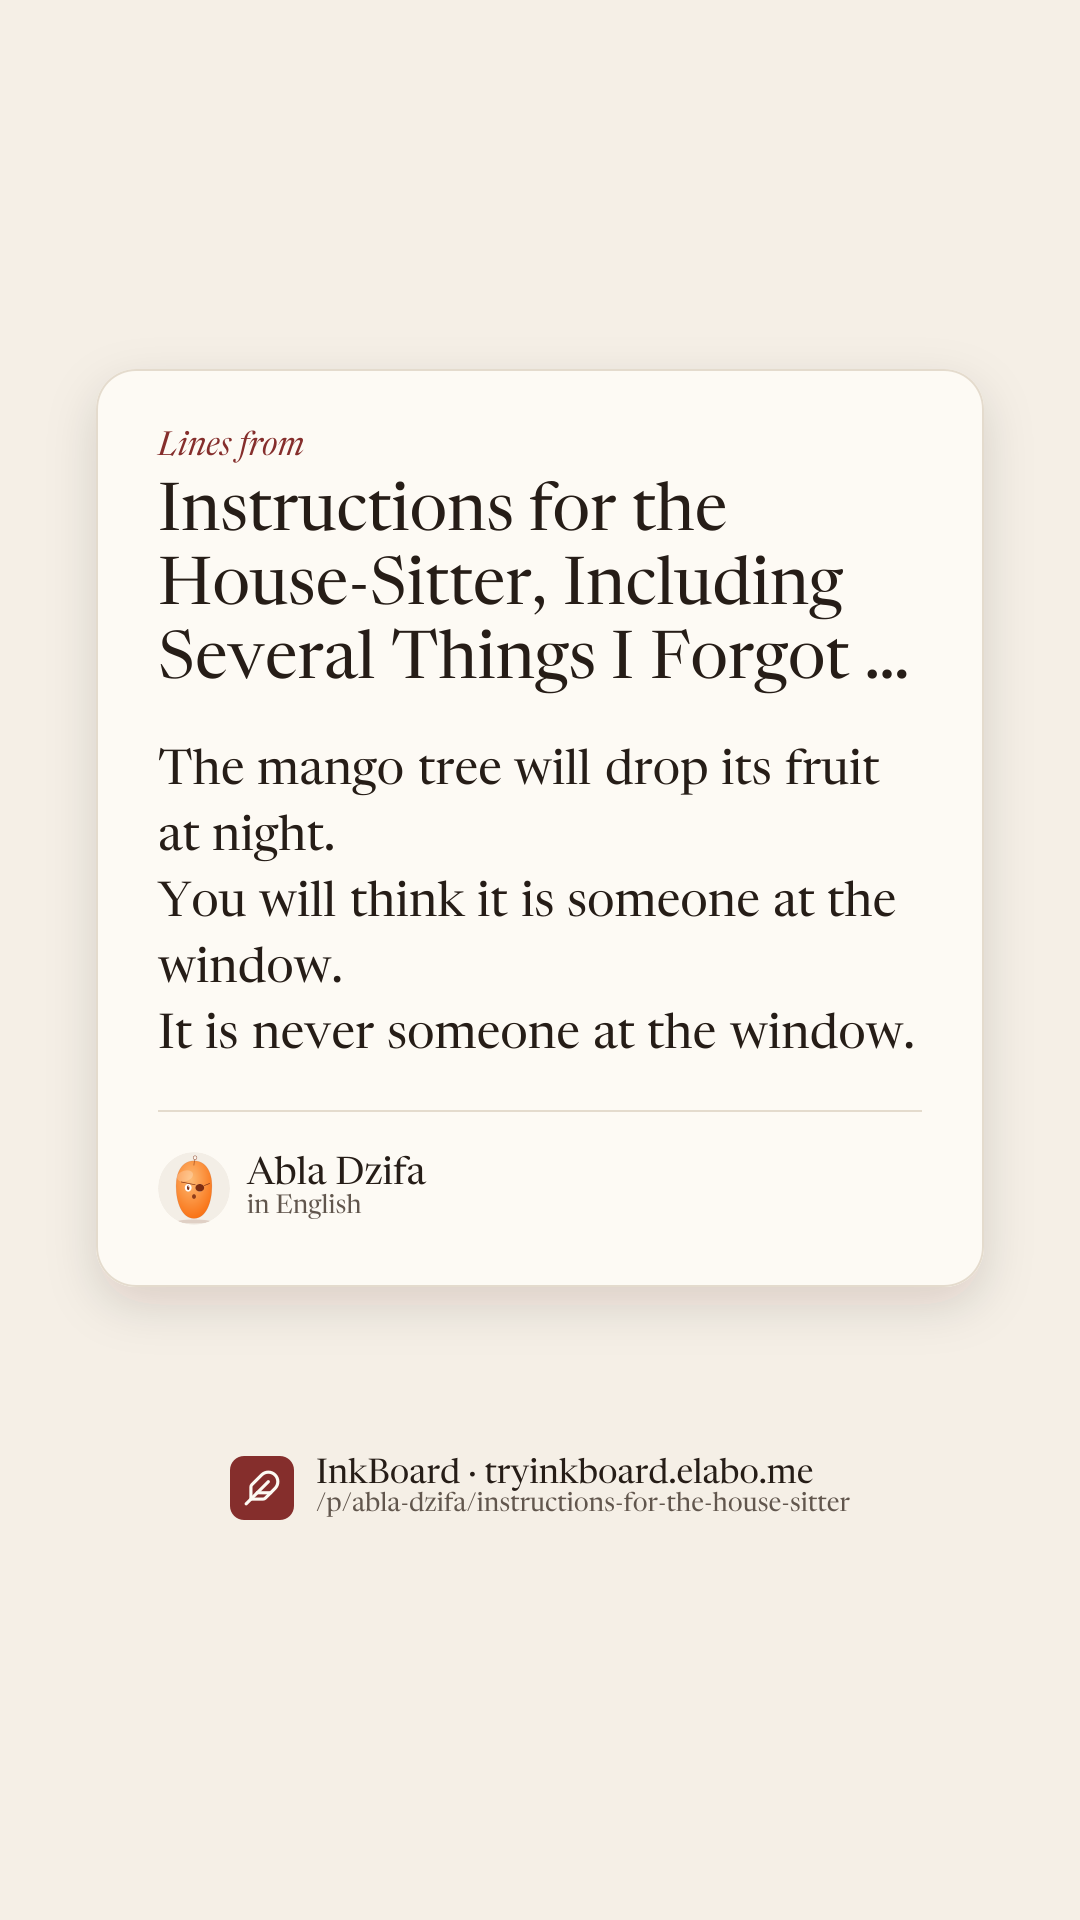 Lines from
Instructions for the
House-Sitter, Including
Several Things I Forgot ...
The mango tree will drop its fruit
at night.
You will think it is someone at the
window.
It is never someone at the window.
Abla Dzifa
in English
InkBoard · tryinkboard.elabo.me
/p/abla-dzifa/instructions-for-the-house-sitter